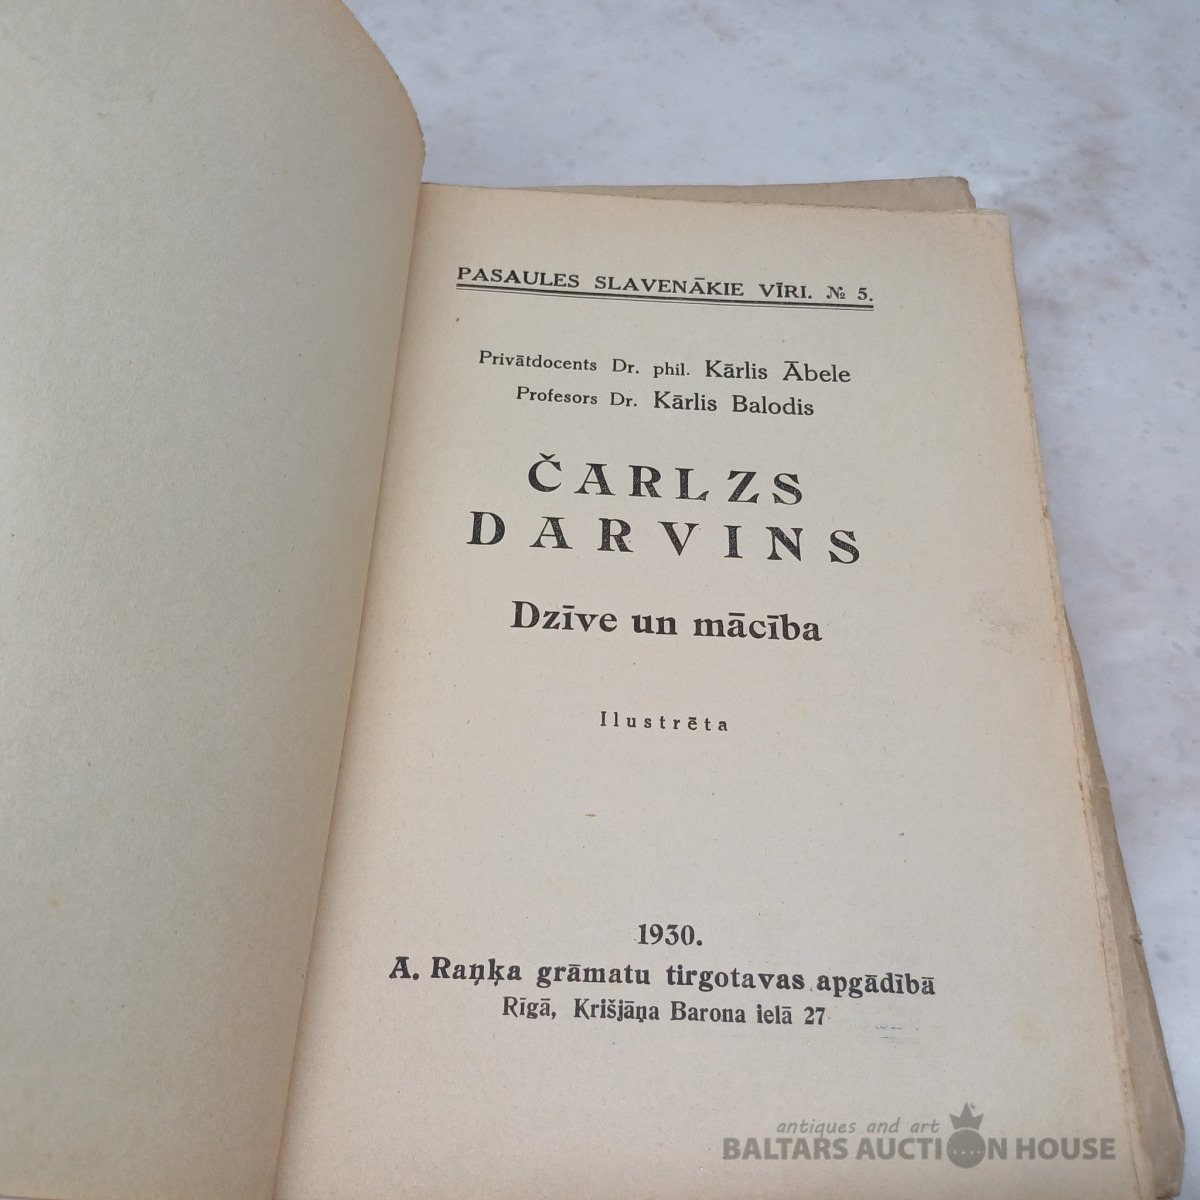 PASAULES SLAVENĀKIE VĪRI. № 5.
Privātdocents Dr. phil. Kārlis Ābele
Profesors Dr. Kārlis Balodis
ČARLZS
DARVINS
Dzīve un mācība
Ilustrēta
1930.
A. Raņķa grāmatu tirgotavas apgādībā
Rīgā, Krišjāņa Barona ielā 27
antiques and art
BALTARS AUCTION HOUSE